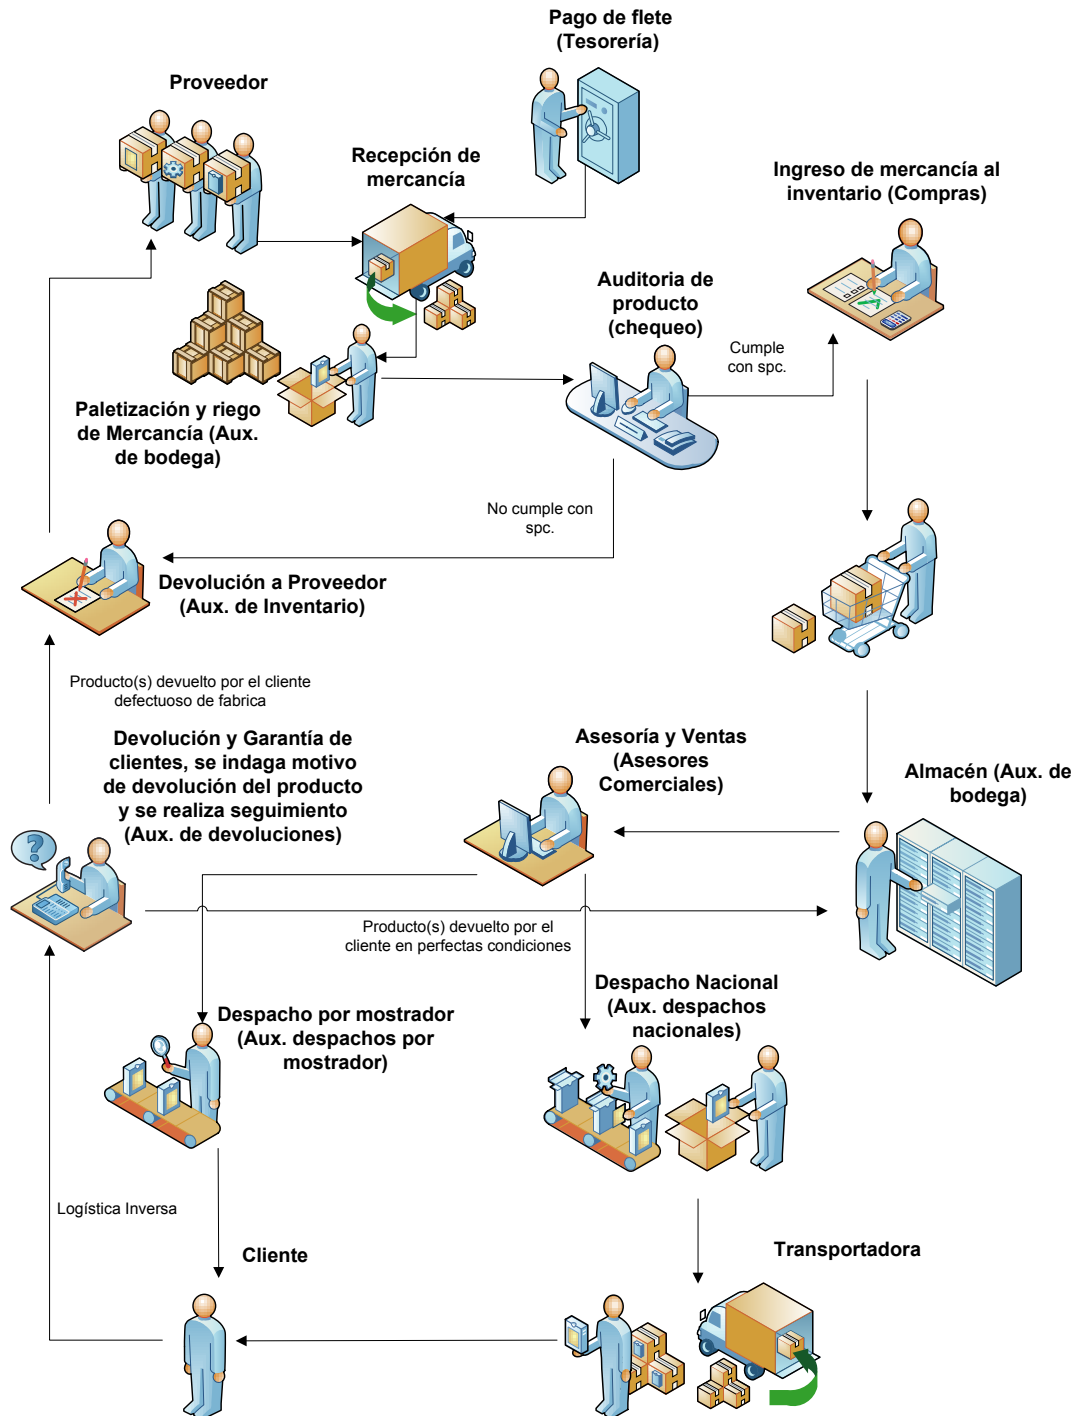 Pago de flete
(Tesorería)
Proveedor
Recepción de
mercancía
Ingreso de mercancía al
inventario (Compras)
Auditoria de
producto
(chequeo)
Cumple
con spc.
Paletización y riego
de Mercancía (Aux.
de bodega)
No cumple con
spc.
Devolución a Proveedor
(Aux. de Inventario)
Producto(s) devuelto por el cliente
defectuoso de fabrica
Devolución y Garantía de
clientes, se indaga motivo
de devolución del producto
y se realiza seguimiento
(Aux. de devoluciones)
Asesoría y Ventas
(Asesores
Comerciales)
Almacén (Aux. de
bodega)
?
Producto(s) devuelto por el
cliente en perfectas condiciones
Despacho por mostrador
(Aux. despachos por
mostrador)
Despacho Nacional
(Aux. despachos
nacionales)
Logística Inversa
Cliente
Transportadora